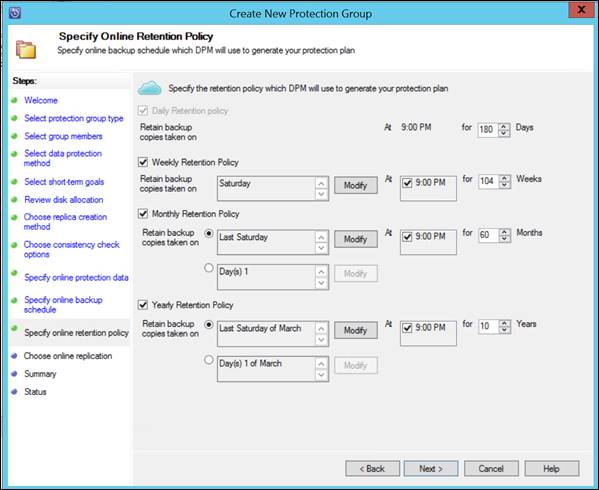 Create New Protection Group
X
Specify Online Retention Policy
Specify online backup schedule which DPM will use to generate your protection plan
Steps:
Welcome
Select protection group type
Select group members
Select data protection
method
Select short-term goals
Review disk allocation
Choose replica creation
method
Choose consistency check
options
Specify online protection data
Specify online backup
schedule
Specify online retention policy
Choose online replication
Summary
Status
Specify the retention policy which DPM will use to generate your protection plan
Daily Retention policy
Retain backup
copies taken on
At 9:00 PM for 180 Days
Weekly Retention Policy
Retain backup
copies taken on
Saturday Modify At 9:00 PM for 104 Weeks
Monthly Retention Policy
Retain backup
copies taken on
Last Saturday Modify At 9:00 PM for 60 Months
Day(s) 1 Modify
Yearly Retention Policy
Retain backup
copies taken on
Last Saturday of March Modify At 9:00 PM for 10 Years
Day(s) 1 of March Modify
< Back Next > Cancel Help